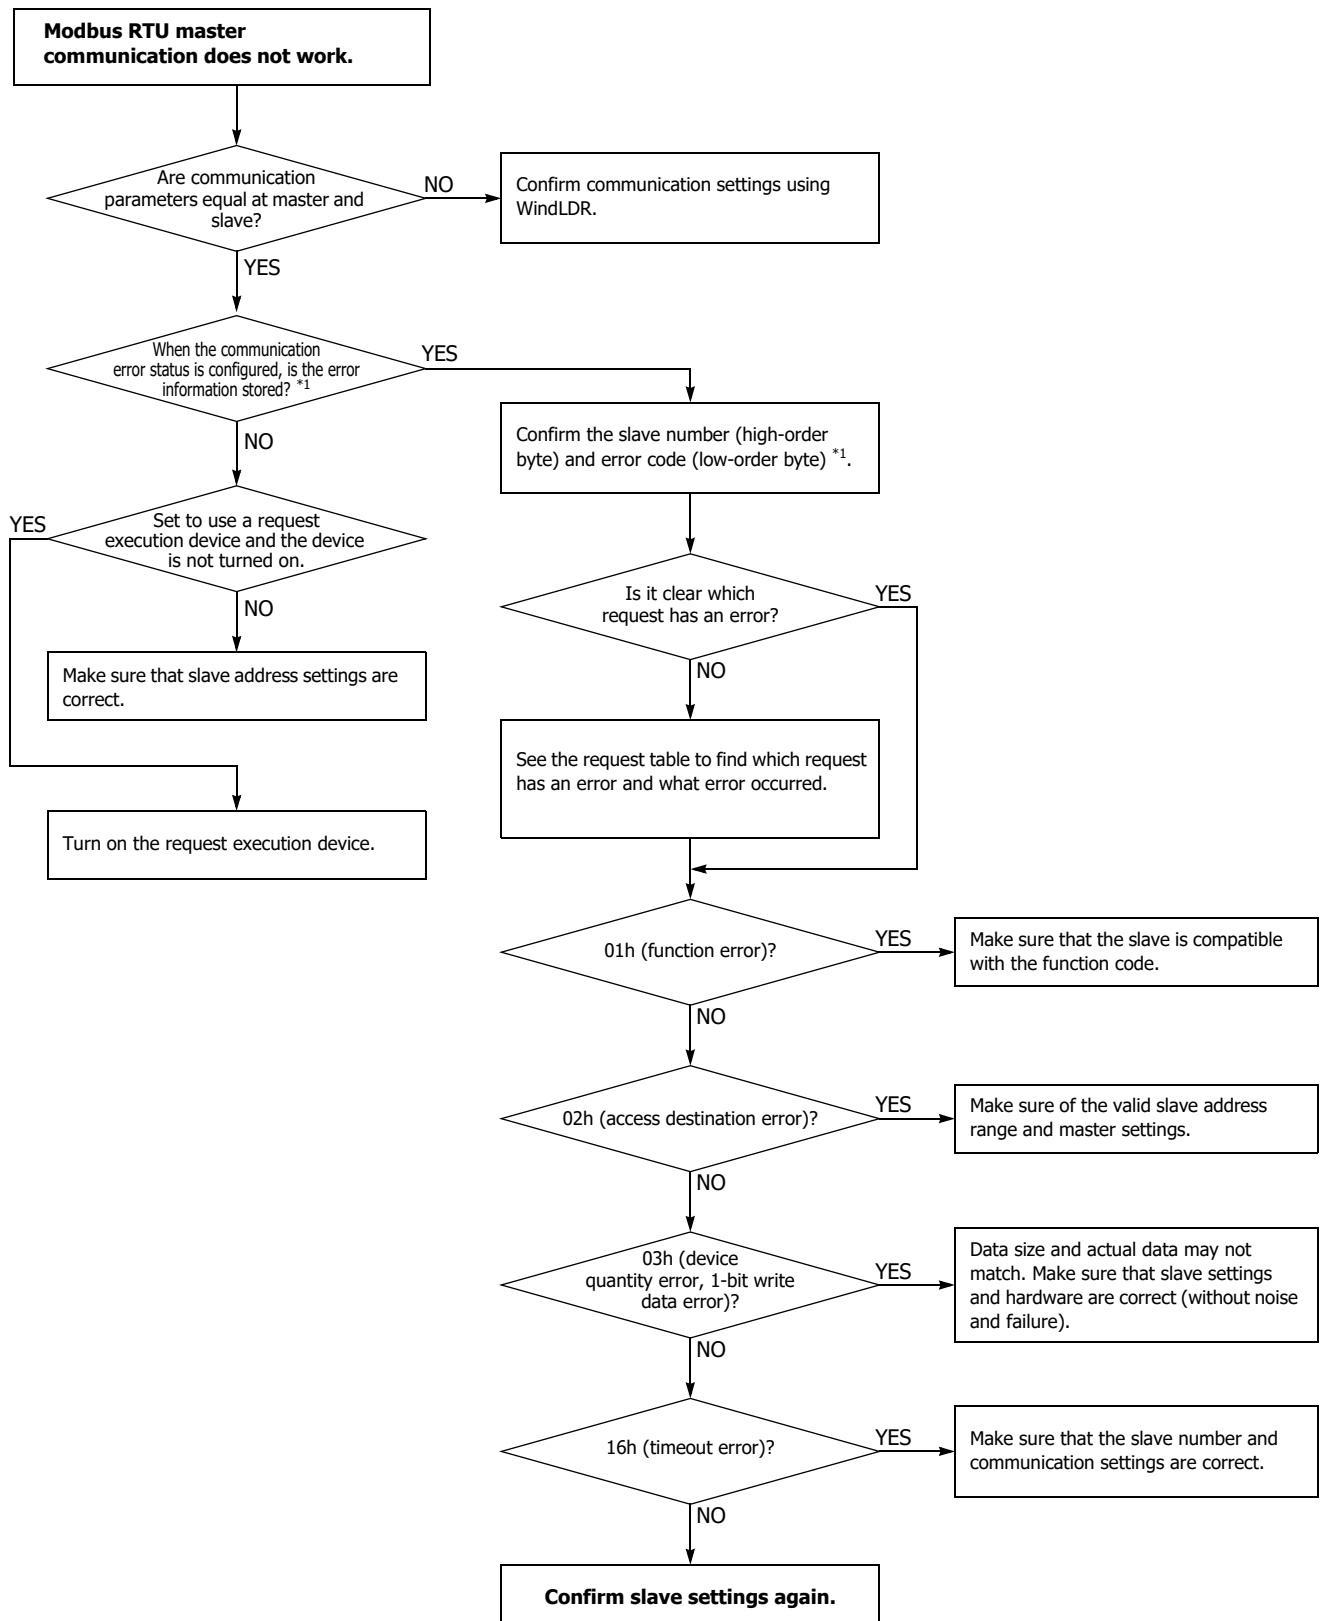 Modbus RTU master
communication does not work.
Are communication
parameters equal at master and
slave?
NO
Confirm communication settings using
WindLDR.
YES
When the communication
error status is configured, is the error
information stored? *1
YES
NO
Confirm the slave number (high-order
byte) and error code (low-order byte) *1.
YES
Set to use a request
execution device and the device
is not turned on.
NO
Make sure that slave address settings are
correct.
Turn on the request execution device.
Is it clear which
request has an error?
YES
NO
See the request table to find which request
has an error and what error occurred.
01h (function error)?
YES
Make sure that the slave is compatible
with the function code.
NO
02h (access destination error)?
YES
Make sure of the valid slave address
range and master settings.
NO
03h (device
quantity error, 1-bit write
data error)?
YES
Data size and actual data may not
match. Make sure that slave settings
and hardware are correct (without noise
and failure).
NO
16h (timeout error)?
YES
Make sure that the slave number and
communication settings are correct.
NO
Confirm slave settings again.